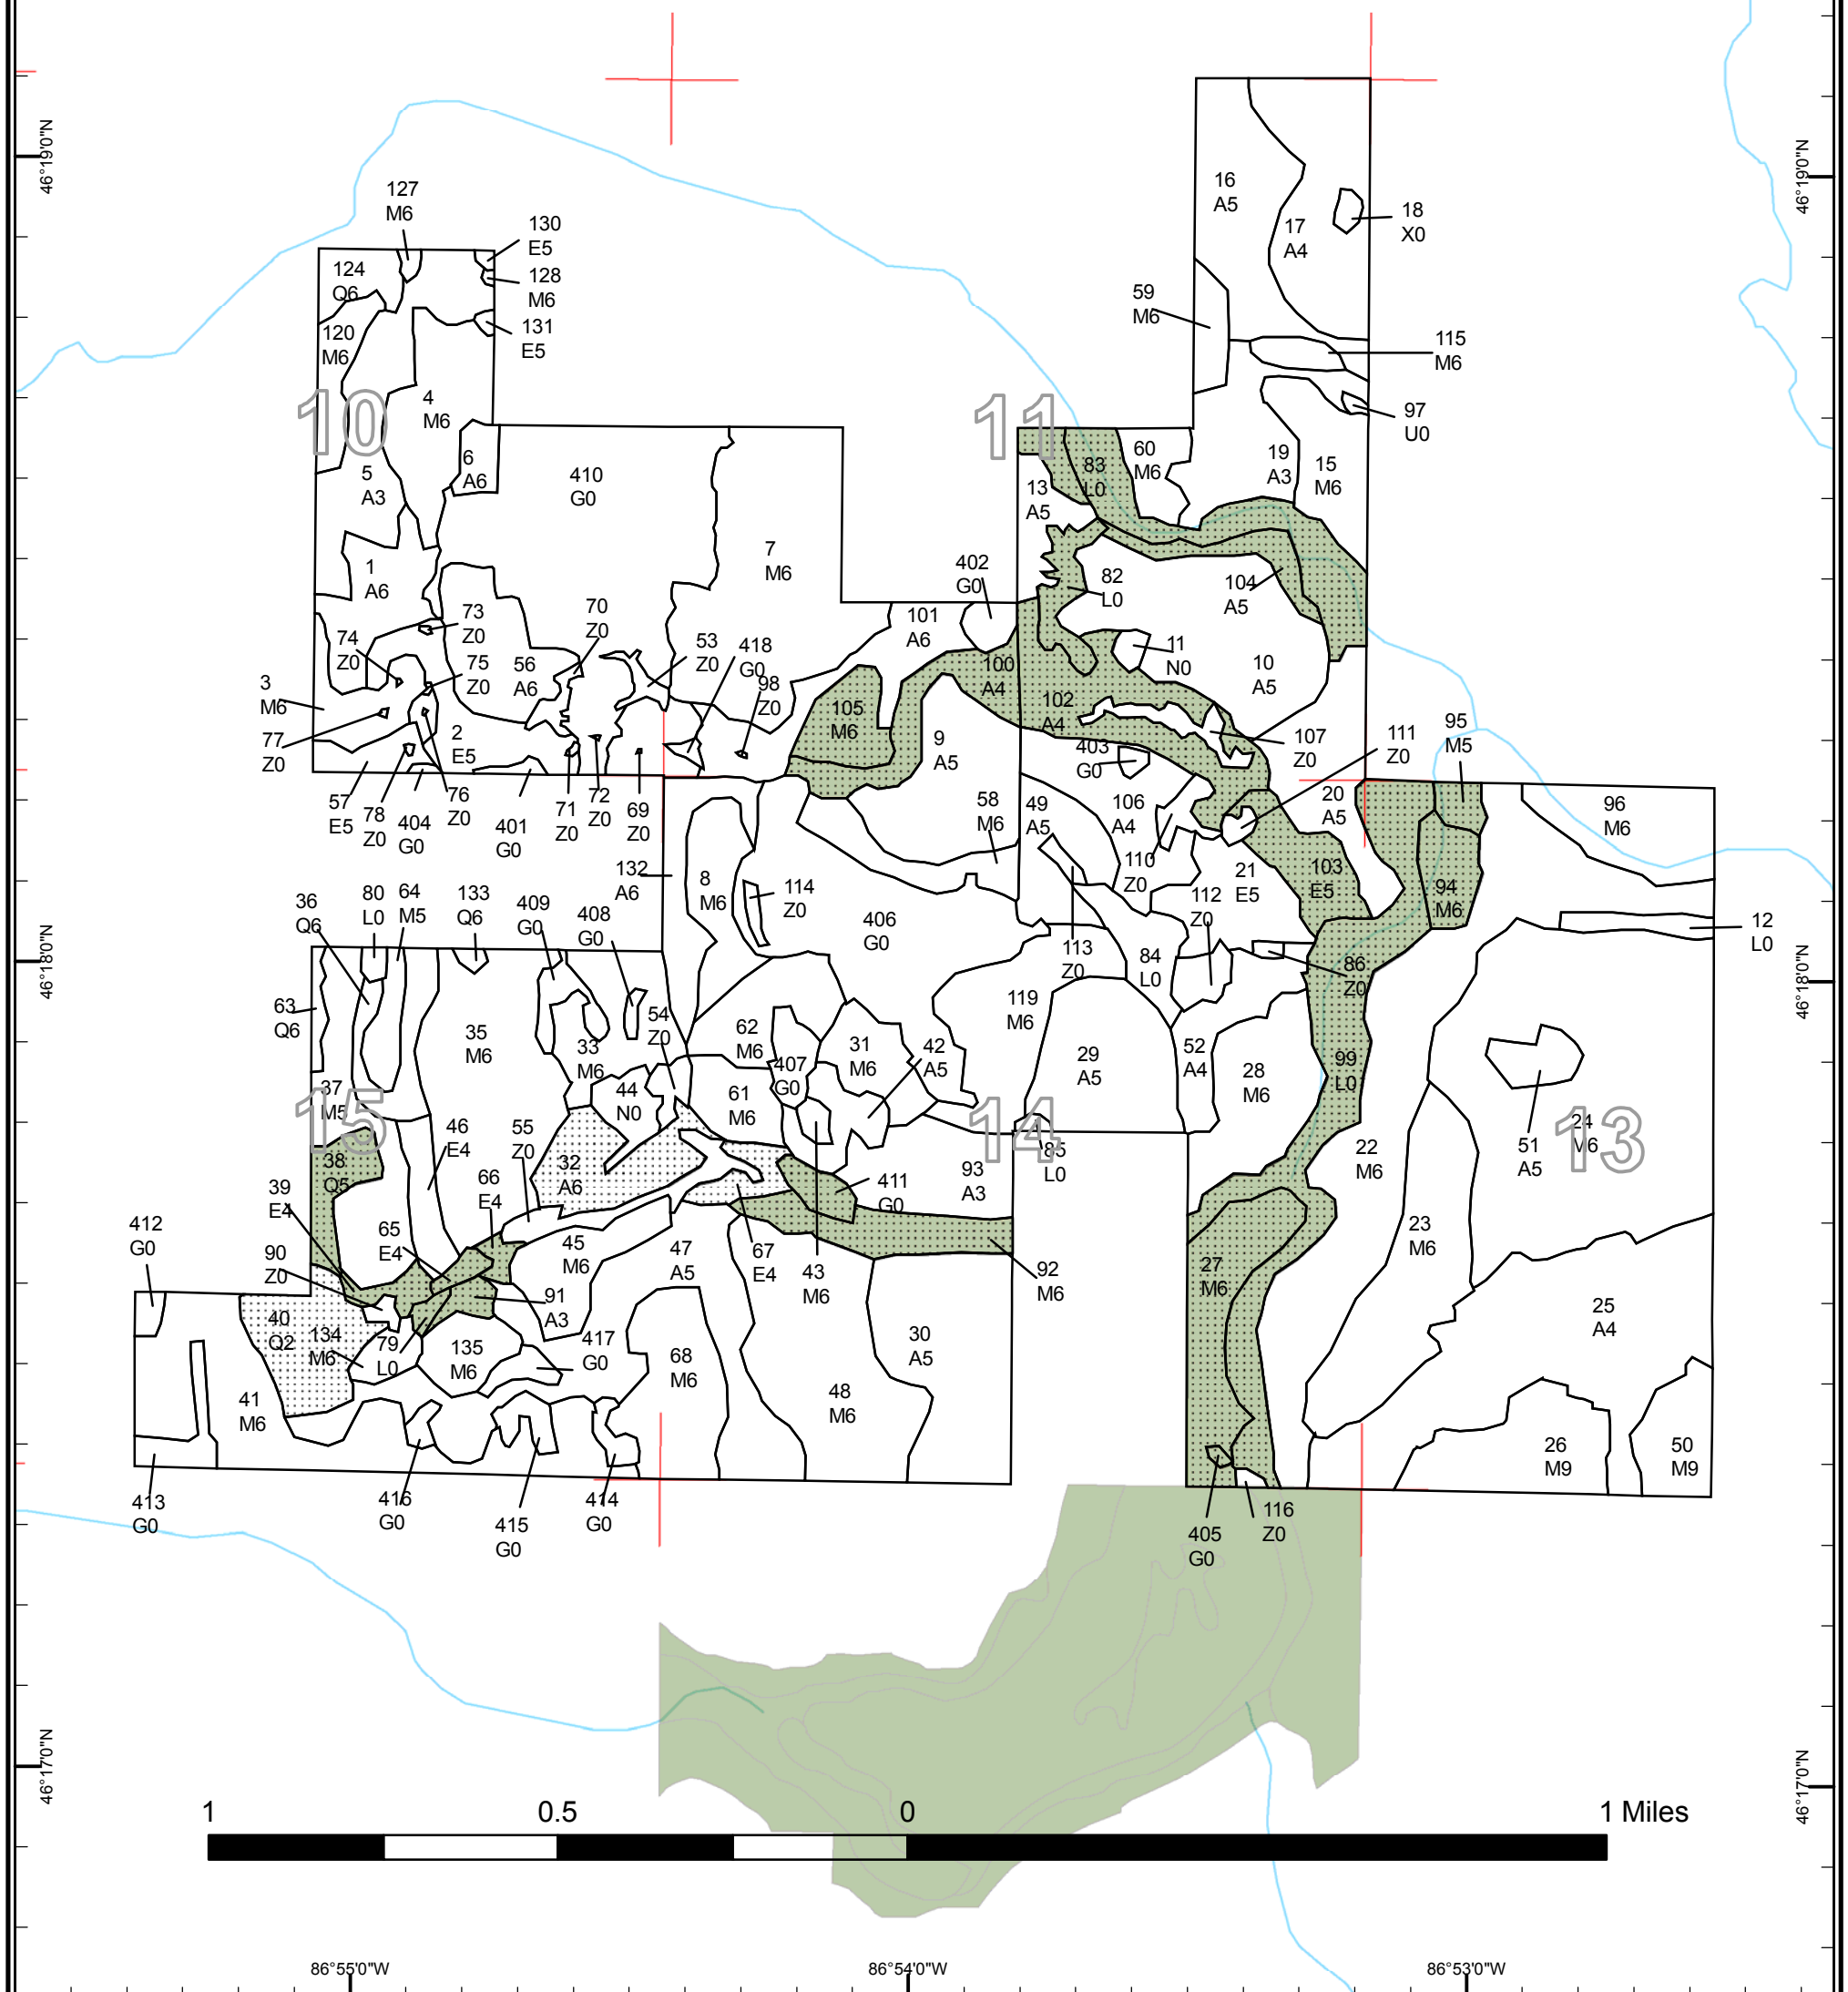 46°19'0"N
46°19'0"N
127
M6
130
E5
124
Q6
128
M6
131
E5
120
M6
16
A5
17
A4
18
X0
59
M6
115
M6
97
U0
10
4
M6
11
6
A6
410
G0
5
A3
83
L0
60
M6
19
A3
15
M6
13
A5
7
M6
1
A6
402
G0
82
L0
104
A5
73
Z0
70
Z0
101
A6
74
Z0
75
Z0
56
A6
53
Z0
418
G0
98
Z0
100
A4
11
N0
10
A5
3
M6
105
M6
102
A4
77
Z0
2
E5
9
A5
403
G0
107
Z0
111
Z0
95
M5
57
E5
78
Z0
404
G0
76
Z0
401
G0
71
Z0
72
Z0
69
Z0
58
M6
49
A5
106
A4
20
A5
96
M6
132
A6
8
M6
114
Z0
110
Z0
21
E5
103
E5
94
M6
36
Q6
80
L0
64
M5
133
Q6
409
G0
408
G0
406
G0
112
Z0
12
L0
46°18'0"N
46°18'0"N
113
Z0
84
L0
86
Z0
63
Q6
35
M6
33
M6
54
Z0
62
M6
407
G0
31
M6
42
A5
119
M6
29
A5
52
A4
28
M6
99
L0
37
M5
15
44
N0
61
M6
14
13
46
E4
55
Z0
85
L0
22
M6
51
A5
24
M6
38
Q5
32
A6
93
A3
39
E4
66
E4
411
G0
412
G0
65
E4
90
Z0
45
M6
47
A5
67
E4
43
M6
92
M6
23
M6
27
M6
91
A3
40
Q2
134
M6
79
L0
135
M6
417
G0
68
M6
30
A5
25
A4
41
M6
48
M6
26
M9
50
M9
413
G0
416
G0
415
G0
414
G0
405
G0
116
Z0
46°17'0"N
46°17'0"N
1 0.5 0 1 Miles
86°55'0"W 86°54'0"W 86°53'0"W